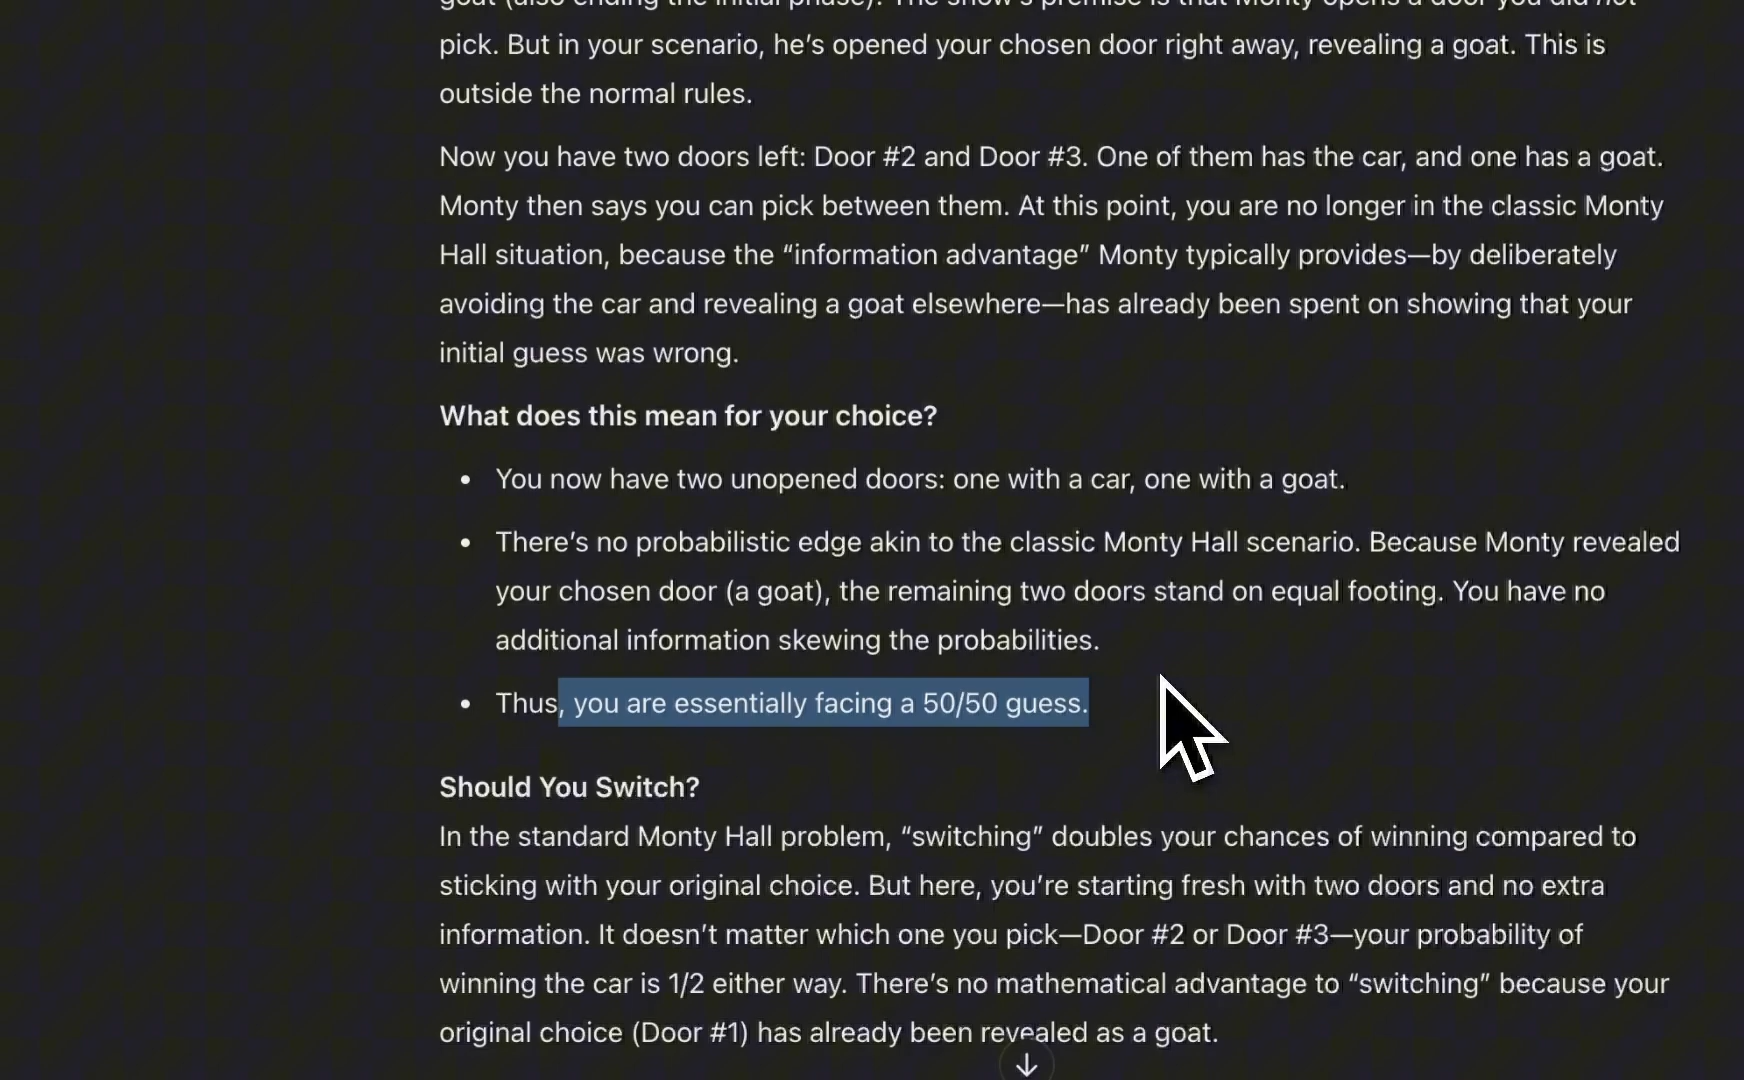 goat (also ending the initial phase). The show's premise is that Monty opens a door you did not
pick. But in your scenario, he's opened your chosen door right away, revealing a goat. This is
outside the normal rules.
Now you have two doors left: Door #2 and Door #3. One of them has the car, and one has a goat.
Monty then says you can pick between them. At this point, you are no longer in the classic Monty
Hall situation, because the “information advantage” Monty typically provides—by deliberately
avoiding the car and revealing a goat elsewhere—has already been spent on showing that your
initial guess was wrong.
What does this mean for your choice?
• You now have two unopened doors: one with a car, one with a goat.
• There’s no probabilistic edge akin to the classic Monty Hall scenario. Because Monty revealed
your chosen door (a goat), the remaining two doors stand on equal footing. You have no
additional information skewing the probabilities.
• Thus, you are essentially facing a 50/50 guess.
Should You Switch?
In the standard Monty Hall problem, “switching” doubles your chances of winning compared to
sticking with your original choice. But here, you’re starting fresh with two doors and no extra
information. It doesn’t matter which one you pick—Door #2 or Door #3—your probability of
winning the car is 1/2 either way. There’s no mathematical advantage to “switching” because your
original choice (Door #1) has already been revealed as a goat.